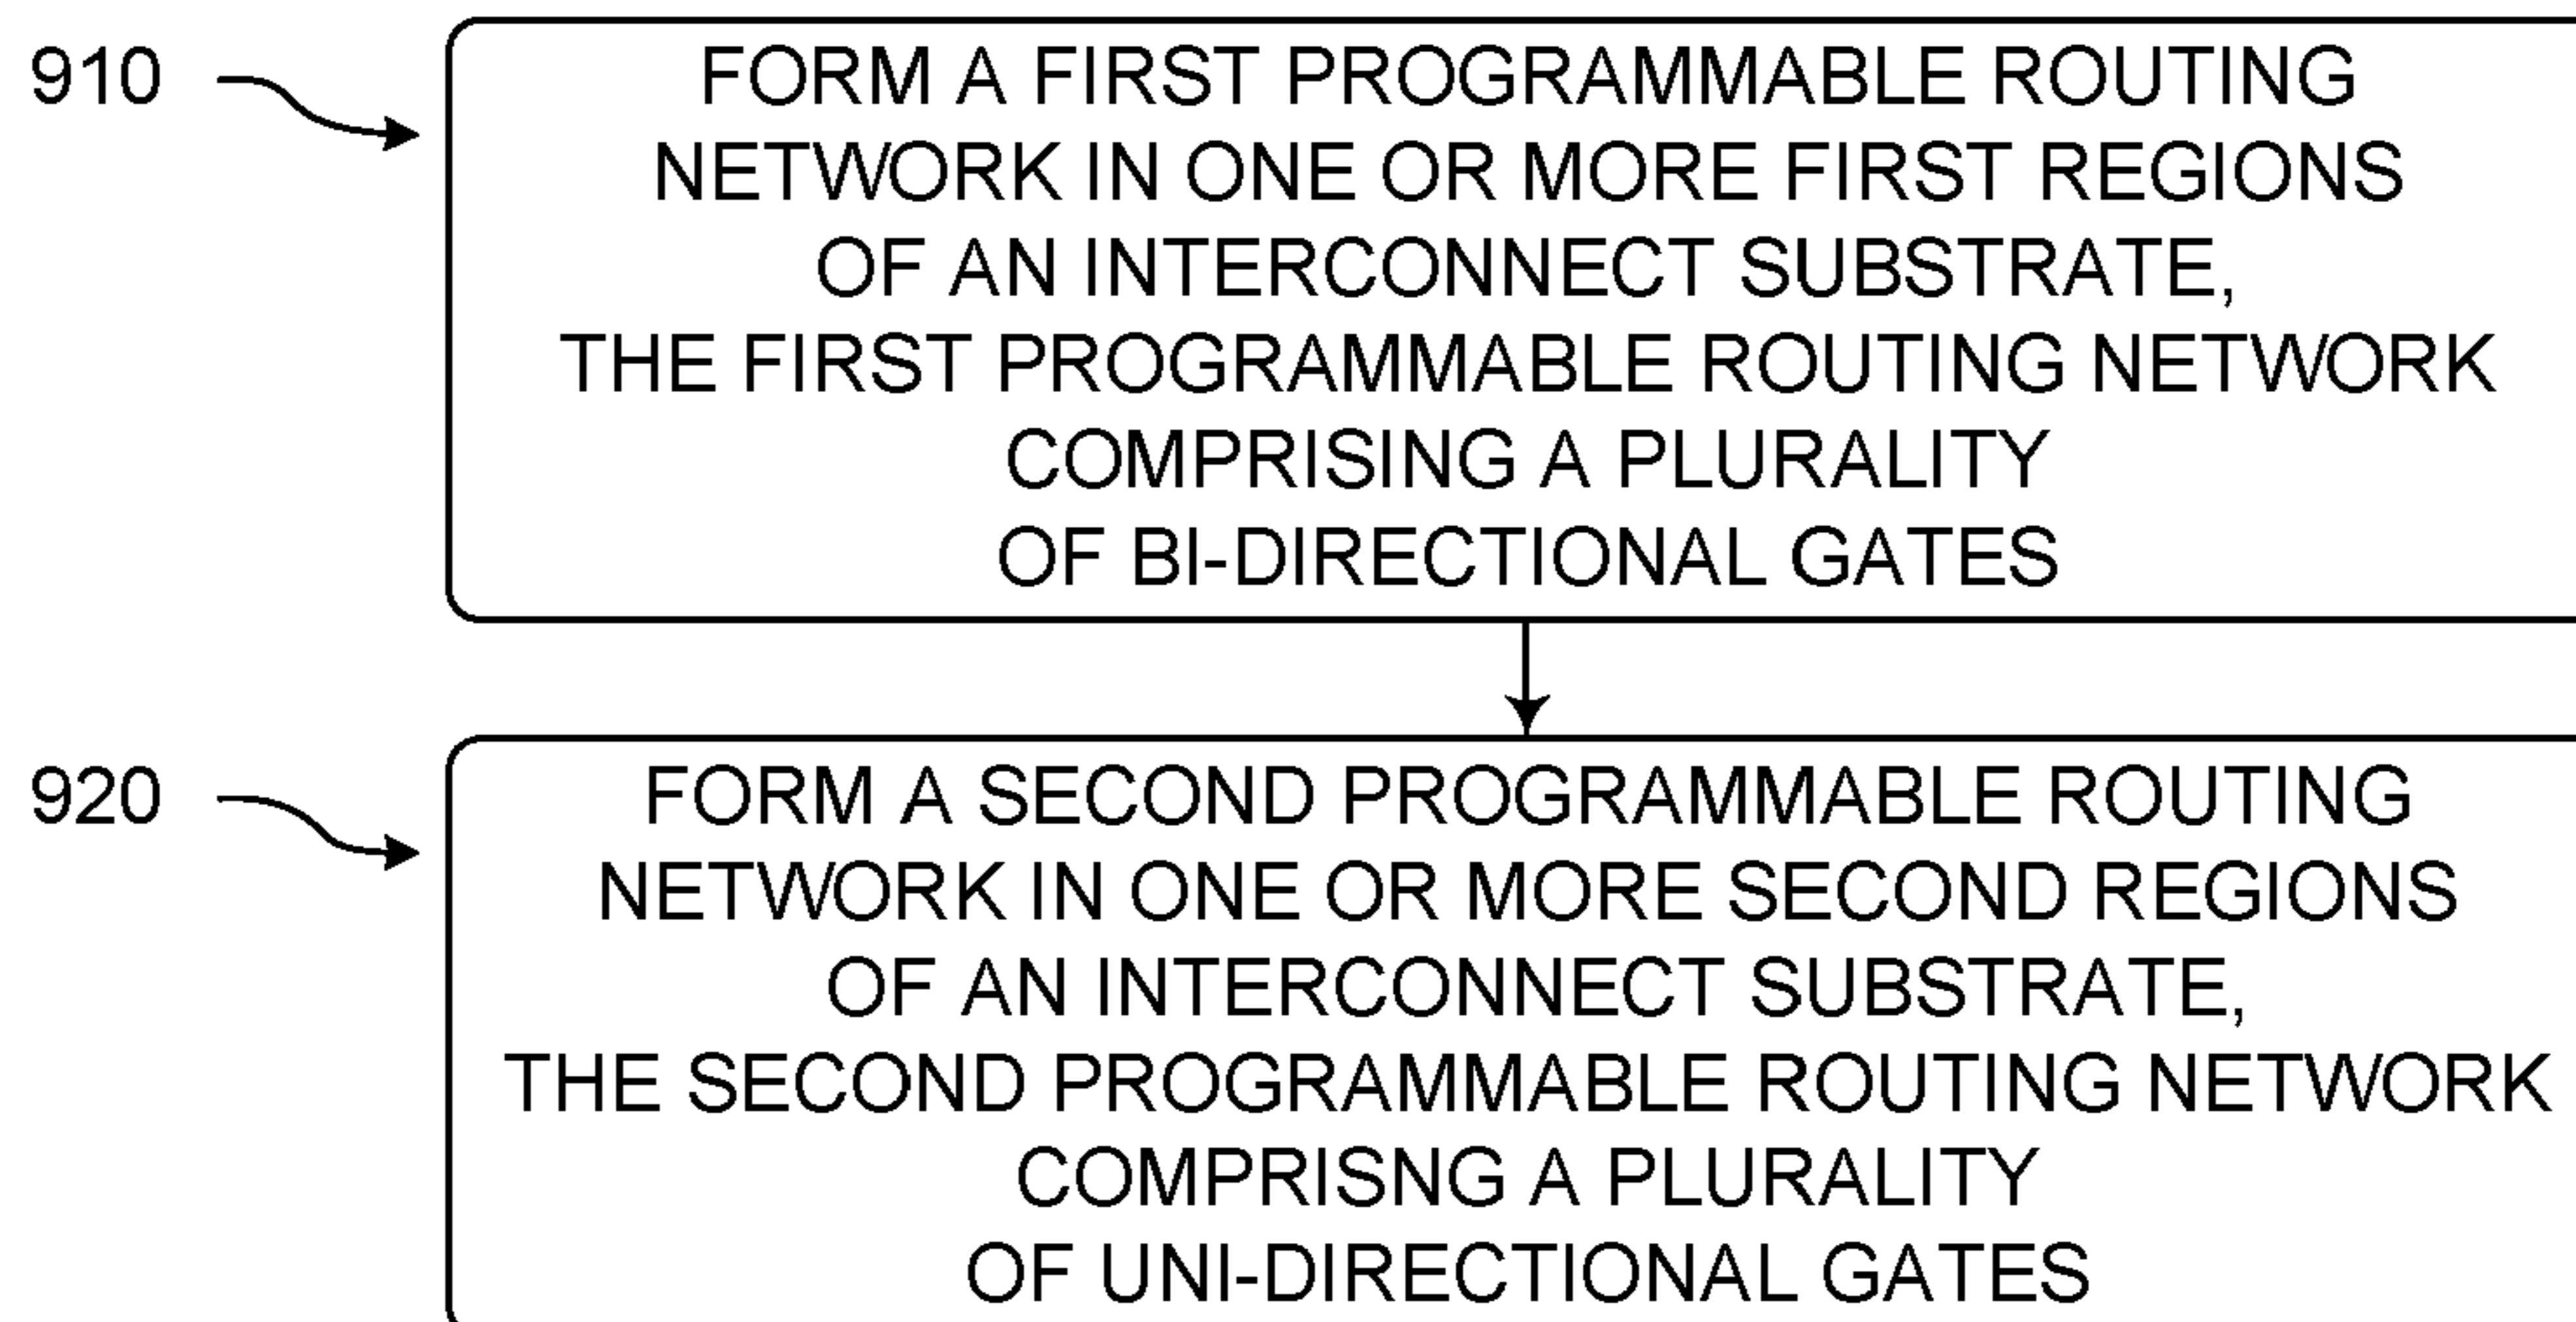 910
FORM A FIRST PROGRAMMABLE ROUTING
NETWORK IN ONE OR MORE FIRST REGIONS
OF AN INTERCONNECT SUBSTRATE,
THE FIRST PROGRAMMABLE ROUTING NETWORK
COMPRISING A PLURALITY
OF BI-DIRECTIONAL GATES
920
FORM A SECOND PROGRAMMABLE ROUTING
NETWORK IN ONE OR MORE SECOND REGIONS
OF AN INTERCONNECT SUBSTRATE,
THE SECOND PROGRAMMABLE ROUTING NETWORK
COMPRISNG A PLURALITY
OF UNI-DIRECTIONAL GATES